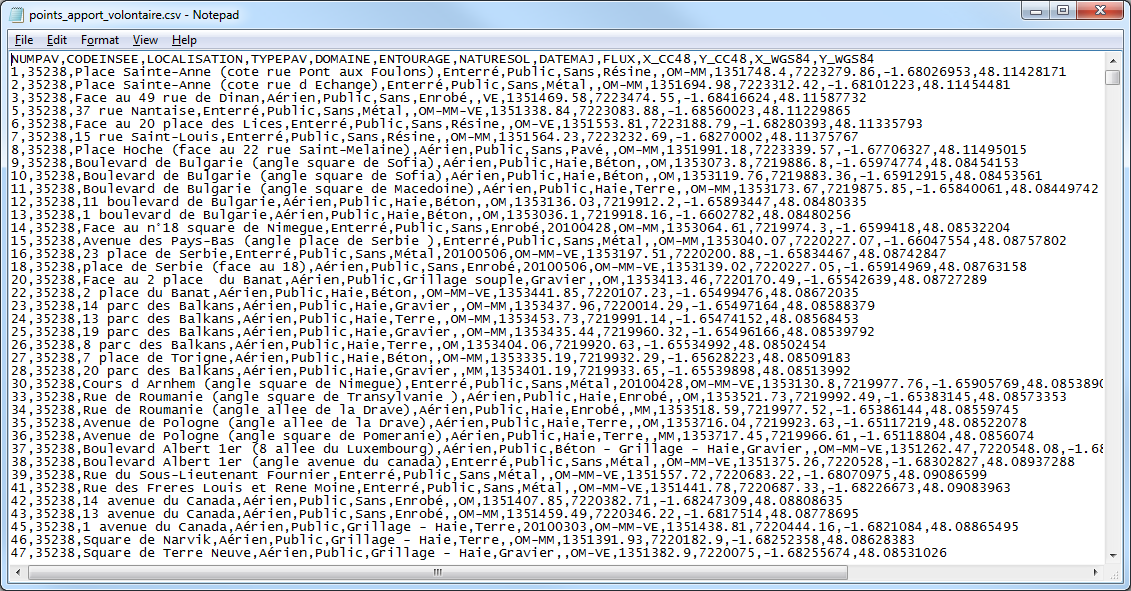 points_apport_volontaire.csv - Notepad
File Edit Format View Help
NUMPAV,CODEINSEE,LOCALISATION,TYPEPAV,DOMAINE,ENTOURAGE,NATURESOL,DATEMAJ,FLUX,X_CC48,Y_CC48,X_WGS84,Y_WGS84
1,35238,Place Sainte-Anne (cote rue Pont aux Foulons),Enterré,Public,Sans,Résine,,OM-MM,1351748.4,7223279.86,-1.68026953,48.11428171
2,35238,Place Sainte-Anne (cote rue d Echange),Enterré,Public,Sans,Métal,,OM-MM,1351694.98,7223312.42,-1.68101223,48.11454481
3,35238,Face au 49 rue de Dinan,Aérien,Public,Sans,Enrobé,,VE,1351469.58,7223474.55,-1.68416624,48.11587732
5,35238,37 rue Nantaise,Enterré,Public,Sans,Métal,,OM-MM-VE,1351338.84,7223083.88,-1.68560023,48.11229865
6,35238,Face au 20 place des Lices,Enterré,Public,Sans,Résine,,OM-VE,1351553.81,7223188.79,-1.68280393,48.11335793
7,35238,15 rue Saint-Louis,Enterré,Public,Sans,Résine,,OM-MM,1351564.23,7223232.69,-1.68270002,48.11375767
8,35238,Place Hoche (face au 22 rue Saint-Melaine),Aérien,Public,Sans,Pavé,,OM-MM,1351991.18,7223339.57,-1.67706327,48.11495015
9,35238,Boulevard de Bulgarie (angle square de Sofia),Aérien,Public,Haie,Béton,,OM,1353073.8,7219886.8,-1.65974774,48.08454153
10,35238,Boulevard de Bulgarie (angle square de Sofia),Aérien,Public,Haie,Béton,,OM,1353119.76,7219883.36,-1.65912915,48.08453561
11,35238,Boulevard de Bulgarie (angle square de Macedoine),Aérien,Public,Haie,Terre,,OM-MM,1353173.67,7219875.85,-1.65840061,48.08449742
12,35238,11 boulevard de Bulgarie,Aérien,Public,Haie,Béton,,OM,1353136.03,7219912.2,-1.65893447,48.08480335
13,35238,1 boulevard de Bulgarie,Aérien,Public,Haie,Béton,,OM,1353036.1,7219918.16,-1.6602782,48.08480256
14,35238,Face au n°18 square de Nimegue,Enterré,Public,Sans,Enrobé,20100428,OM-MM,1353064.61,7219974.3,-1.6599418,48.08532204
15,35238,Avenue des Pays-Bas (angle place de Serbie ),Enterré,Public,Sans,Métal,,OM-MM,1353040.07,7220227.07,-1.66047554,48.08757802
16,35238,23 place de Serbie,Enterré,Public,Sans,Métal,20100506,OM-MM-VE,1353197.51,7220200.88,-1.65834467,48.08742847
18,35238,place de Serbie (face au 18),Aérien,Public,Sans,Enrobé,20100506,OM-MM-VE,1353139.02,7220227.05,-1.65914969,48.08763158
20,35238,Face au 2 place  du Banat,Aérien,Public,Grillage souple,Gravier,,OM,1353413.46,7220170.49,-1.65542639,48.08727289
22,35238,2 place du Banat,Aérien,Public,Haie,Béton,,OM-MM-VE,1353441.85,7220107.23,-1.65499476,48.0867203
23,35238,14 parc des Balkans,Aérien,Public,Haie,Gravier,,OM-MM,1353437.96,7220014.29,-1.65497164,48.08588379
24,35238,13 parc des Balkans,Aérien,Public,Haie,Terre,,OM-MM,1353453.73,7219991.14,-1.65474152,48.08568453
25,35238,19 parc des Balkans,Aérien,Public,Haie,Gravier,,OM-MM,1353435.44,7219960.32,-1.65496166,48.08539792
26,35238,8 parc des Balkans,Aérien,Public,Haie,Terre,,OM,1353404.06,7219920.63,-1.65534992,48.08502454
27,35238,7 place de Torigne,Aérien,Public,Haie,Béton,,OM-MM,1353335.19,7219932.29,-1.65628223,48.08509183
28,35238,20 parc des Balkans,Aérien,Public,Haie,Gravier,,MM,1353401.19,7219933.65,-1.65539898,48.08513992
30,35238,Cours d Arnhem (angle square de Nimegue),Enterré,Public,Sans,Métal,20100428,OM-MM-VE,1353130.8,7219977.76,-1.65905769,48.0853890
33,35238,Rue de Roumanie (angle square de Transylvanie ),Aérien,Public,Haie,Enrobé,,OM,1353521.73,7219992.49,-1.65383145,48.08573353
34,35238,Rue de Roumanie (angle allee de la Drave),Aérien,Public,Haie,Enrobé,,MM,1353518.59,7219977.52,-1.65386144,48.08559745
35,35238,Avenue de Pologne (angle allee de la Drave),Aérien,Public,Haie,Terre,,OM,1353716.04,7219923.63,-1.65117219,48.08522078
36,35238,Avenue de Pologne (angle square de Pomeranie),Aérien,Public,Haie,Terre,,MM,1353717.45,7219966.61,-1.65118804,48.0856074
37,35238,Boulevard Albert 1er (8 allee du Luxembourg),Aérien,Public,Béton - Grillage - Haie,Gravier,,OM-MM-VE,1351262.47,7220548.08,-1.68
38,35238,Boulevard Albert 1er  (angle avenue du canada),Enterré,Public,Sans,Métal,,OM-MM-VE,1351375.26,7220528,-1.68302827,48.08937288
39,35238,Rue du Sous-Lieutenant Fournier,Enterré,Public,Sans,Métal,,OM-MM-VE,1351557.72,7220683.22,-1.68070975,48.09086599
41,35238,Rue des Freres Louis et Rene Moine,Enterré,Public,Sans,Métal,,OM-MM-VE,1351441.78,7220687.33,-1.68226673,48.09083963
42,35238,14 avenue du Canada,Aérien,Public,Sans,Enrobé,,OM,1351407.85,7220382.71,-1.68247309,48.08808635
43,35238,13 avenue du Canada,Aérien,Public,Sans,Enrobé,,OM-MM-VE,1351459.49,7220346.22,-1.6817514,48.08778695
45,35238,1 avenue du Canada,Aérien,Public,Grillage - Haie,Terre,20100303,OM-MM-VE,1351438.81,7220444.16,-1.6821084,48.08865495
46,35238,Square de Narvik,Aérien,Public,Grillage - Haie,Terre,,OM-MM,1351391.93,7220182.9,-1.68252358,48.08628383
47,35238,Square de Terre Neuve,Aérien,Public,Grillage - Haie,Gravier,,OM-VE,1351382.9,7220075,-1.68255674,48.08531026